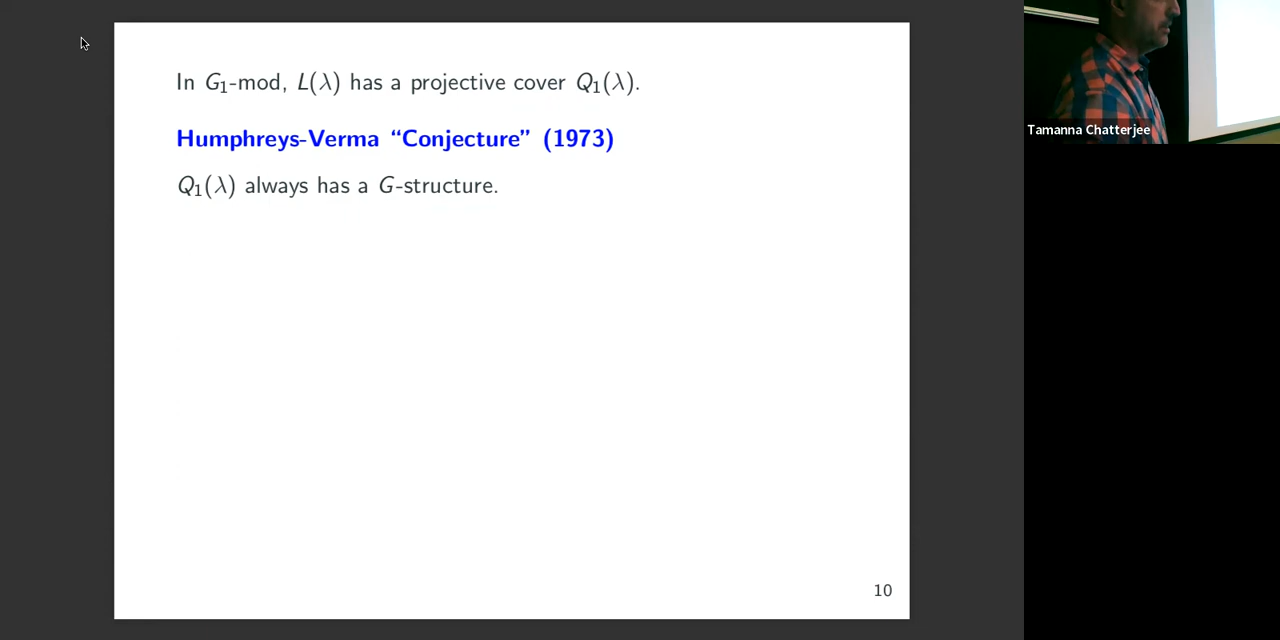 In G₁-mod, L(λ) has a projective cover Q₁(λ).
Humphreys-Verma “Conjecture” (1973)
Q₁(λ) always has a G-structure.
10
Tamanna Chatterjee